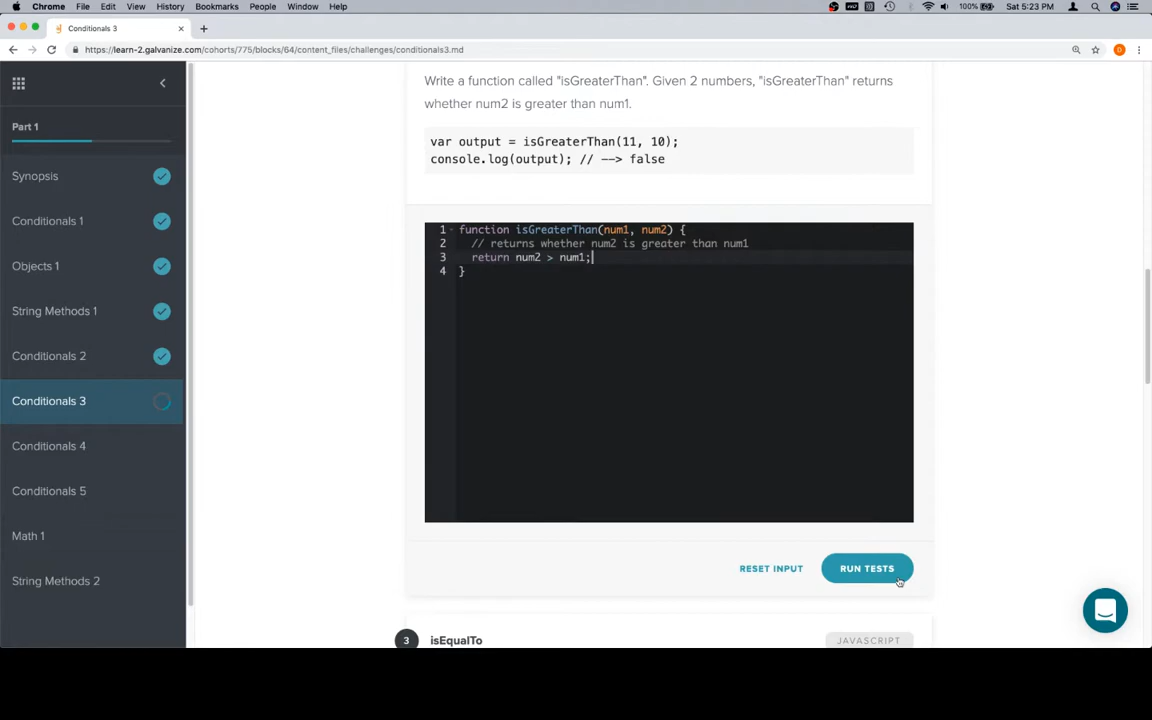 Chrome File Edit View History Bookmarks People Window Help 100% Sat 5:23 PM
Conditionals 3
https://learn-2.galvanize.com/cohorts/775/blocks/64/content_files/challenges/conditionals3.md
D
Part 1
Synopsis
Conditionals 1
Objects 1
String Methods 1
Conditionals 2
Conditionals 3
Conditionals 4
Conditionals 5
Math 1
String Methods 2
Write a function called "isGreaterThan". Given 2 numbers, "isGreaterThan" returns
whether num2 is greater than num1.
var output = isGreaterThan(11, 10);
console.log(output); // --> false
1 function isGreaterThan(num1, num2) {
2 // returns whether num2 is greater than num1
3 return num2 > num1;
4 }
RESET INPUT RUN TESTS
3 isEqualTo JAVASCRIPT